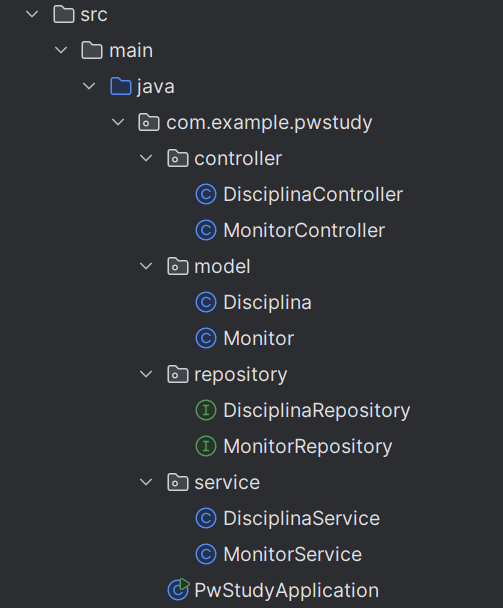 src
main
java
com.example.pwstudy
controller
DisciplinaController
MonitorController
model
Disciplina
Monitor
repository
DisciplinaRepository
MonitorRepository
service
DisciplinaService
MonitorService
PwStudyApplication